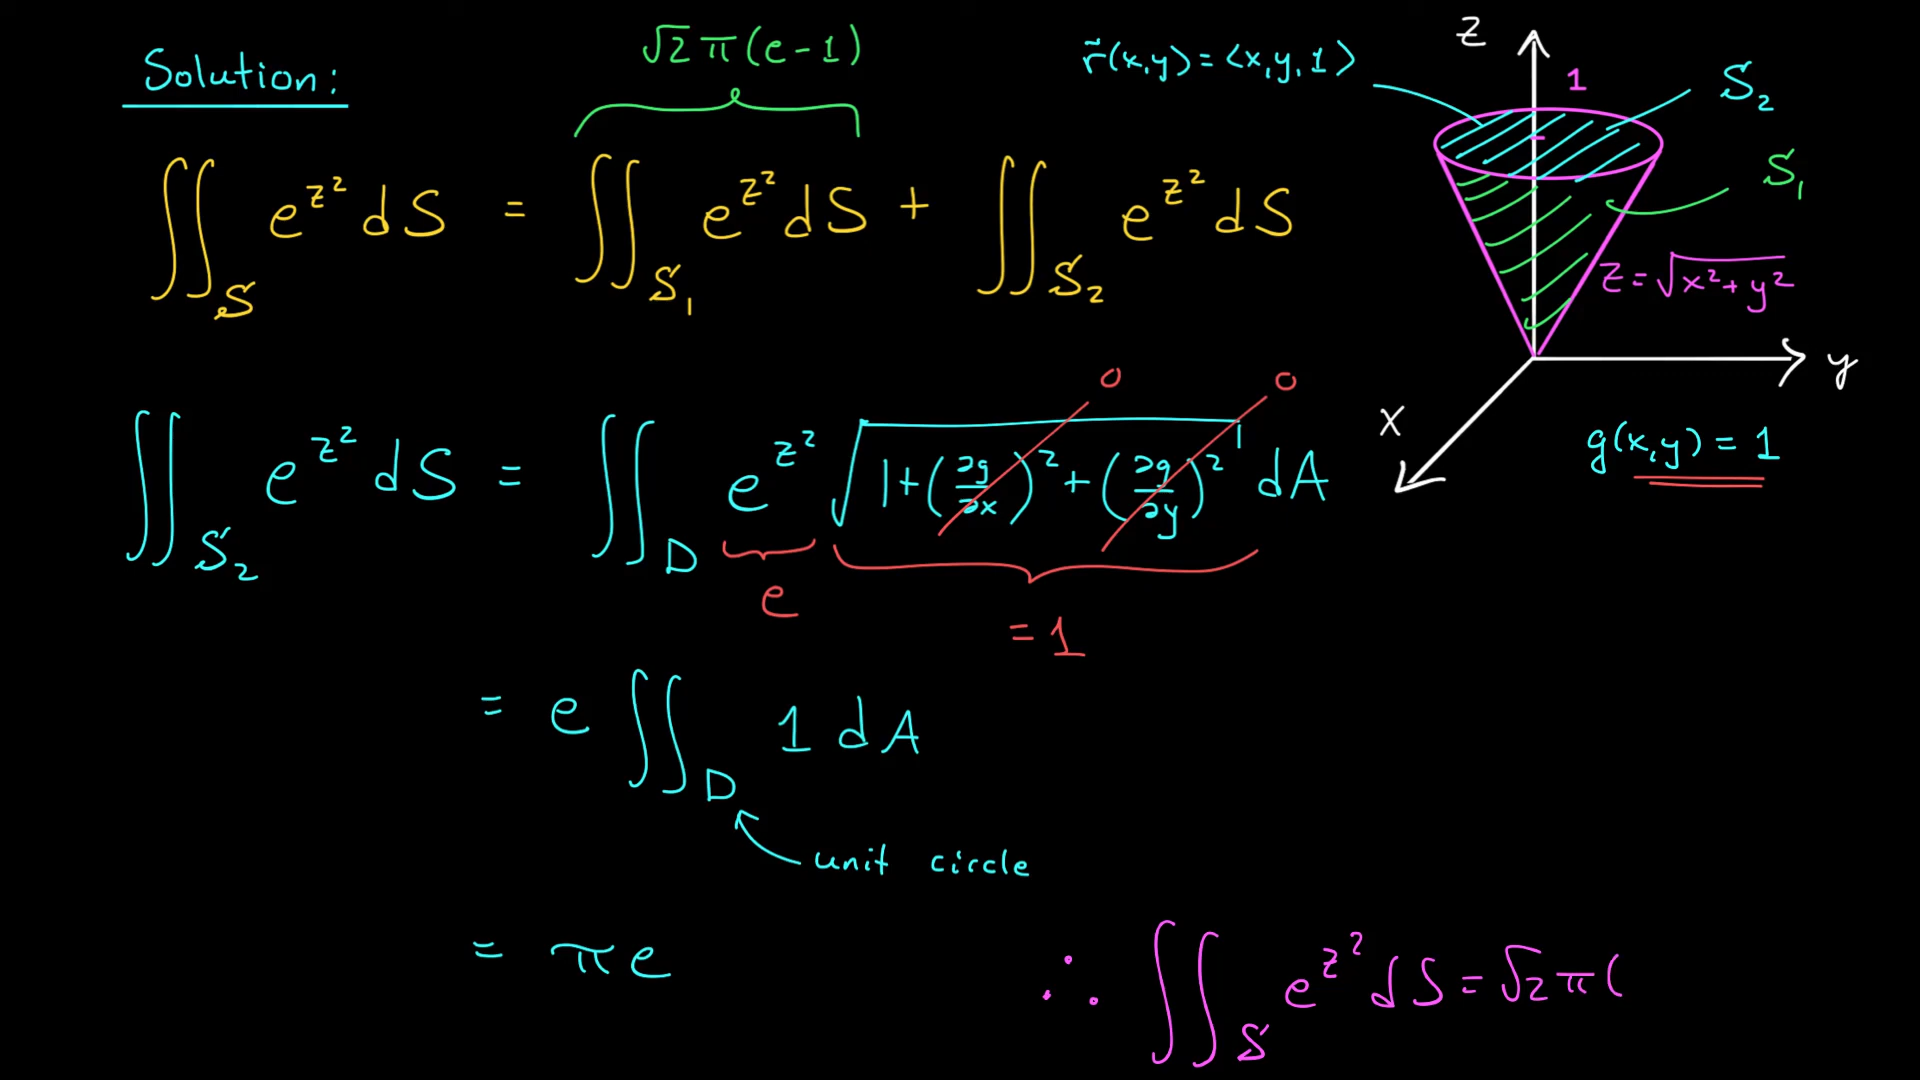 Solution:
√2 π(e-1)
r⃗(x,y) = <x,y,1>
z
1
S₂
S₁
∬_S e^{z²} dS = ∬_{S₁} e^{z²} dS + ∬_{S₂} e^{z²} dS
z = √(x²+y²)
y
x
g(x,y) = 1
0 0
∬_{S₂} e^{z²} dS = ∬_D e^{z²} √(1+(∂g/∂x)²+(∂g/∂y)²) dA
e
= 1
= e ∬_D 1 dA
unit circle
= πe
∴ ∬_S e^{z²} dS = √2 π(